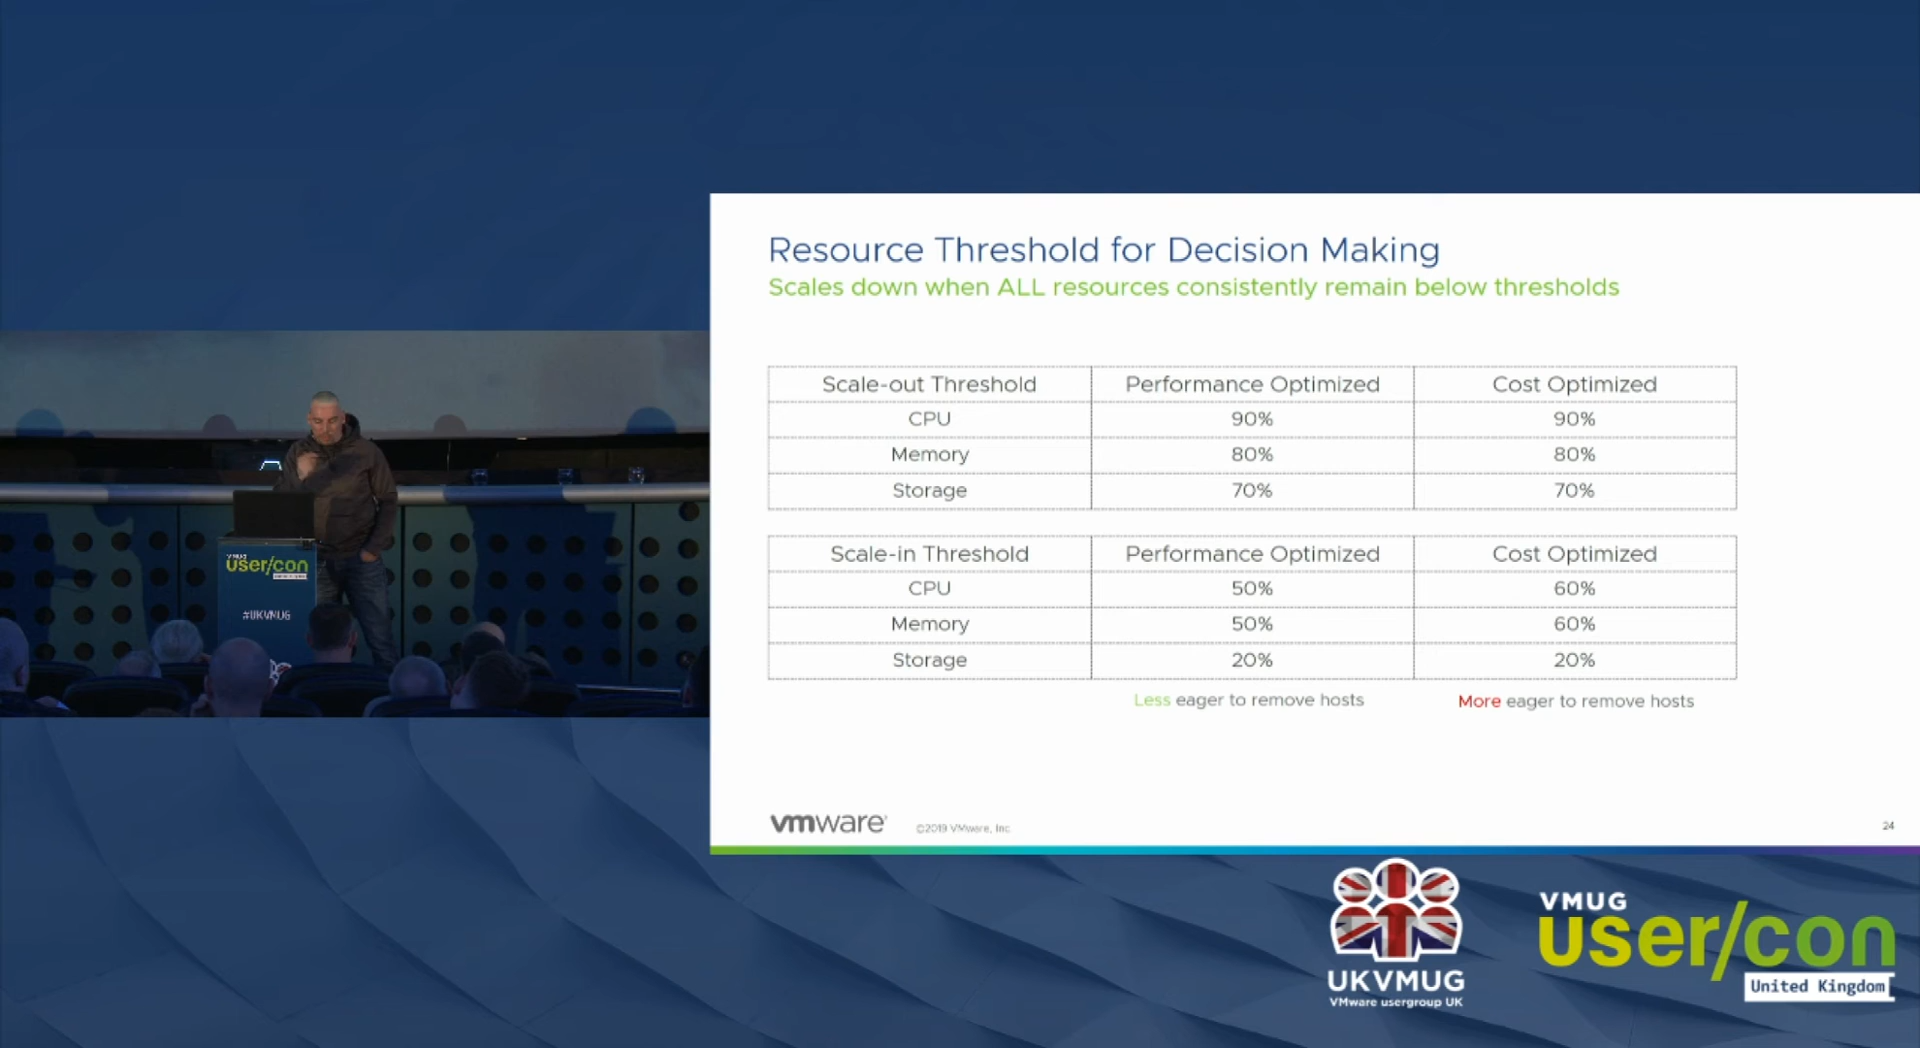 Resource Threshold for Decision Making
Scales down when ALL resources consistently remain below thresholds
Scale-out Threshold Performance Optimized Cost Optimized
CPU 90% 90%
Memory 80% 80%
Storage 70% 70%
Scale-in Threshold Performance Optimized Cost Optimized
CPU 50% 60%
Memory 50% 60%
Storage 20% 20%
Less eager to remove hosts More eager to remove hosts
vmware ©2019 VMware, Inc 24
VMUG
user/con
#UKVMUG
UKVMUG
VMware usergroup UK
VMUG
user/con
United Kingdom